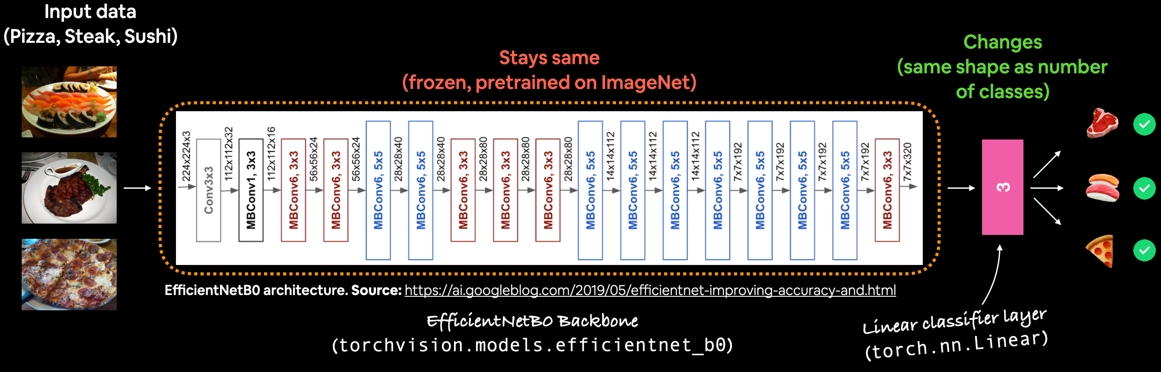 Input data
(Pizza, Steak, Sushi)
Stays same
(frozen, pretrained on ImageNet)
Changes
(same shape as number
of classes)
224x224x3
Conv3x3
112x112x32
MBConv1, 3x3
112x112x16
MBConv6, 3x3
56x56x24
MBConv6, 3x3
56x56x24
MBConv6, 5x5
28x28x40
MBConv6, 5x5
28x28x40
MBConv6, 3x3
28x28x80
MBConv6, 3x3
28x28x80
MBConv6, 3x3
28x28x80
MBConv6, 5x5
14x14x112
MBConv6, 5x5
14x14x112
MBConv6, 5x5
14x14x112
MBConv6, 5x5
7x7x192
MBConv6, 5x5
7x7x192
MBConv6, 5x5
7x7x192
MBConv6, 5x5
7x7x192
MBConv6, 3x3
7x7x320
3
EfficientNetB0 architecture. Source: https://ai.googleblog.com/2019/05/efficientnet-improving-accuracy-and.html
EfficientNetB0 Backbone
(torchvision.models.efficientnet_b0)
Linear classifier layer
(torch.nn.Linear)